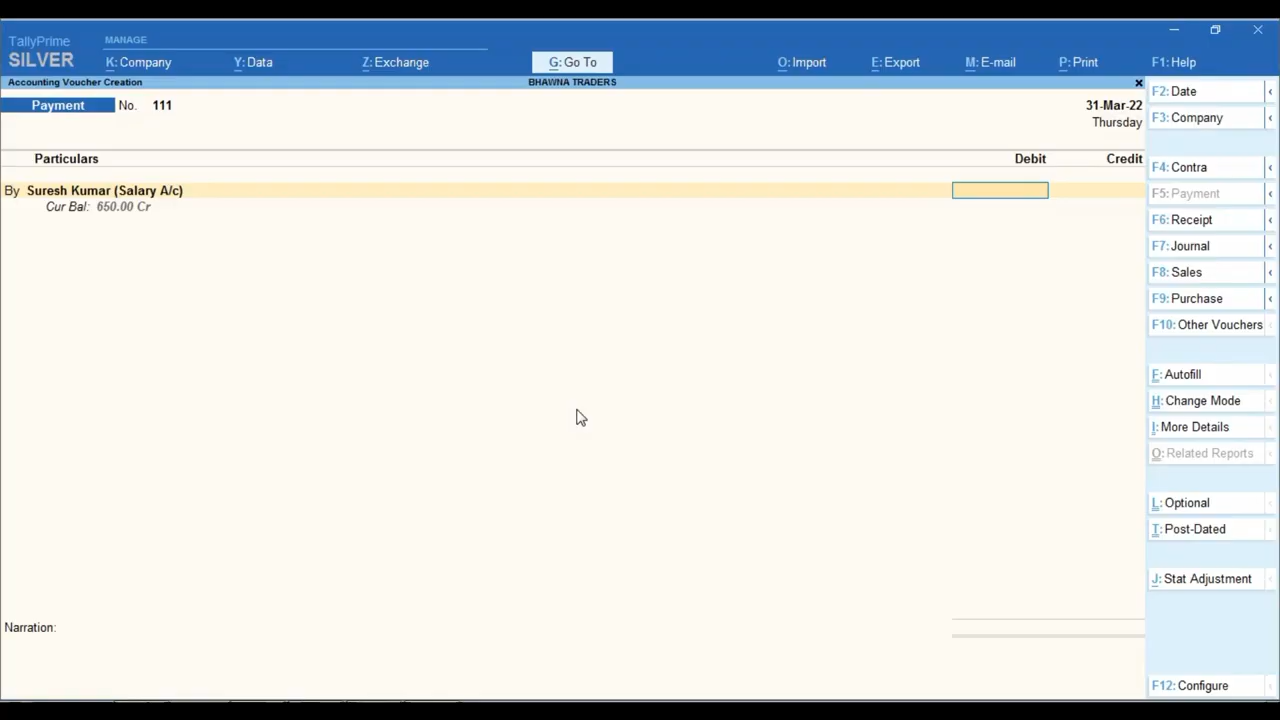 TallyPrime
SILVER
MANAGE
K: Company
Y: Data
Z: Exchange
G: Go To
O: Import
E: Export
M: E-mail
P: Print
F1: Help
Accounting Voucher Creation
BHAWNA TRADERS
Payment No. 111
31-Mar-22
Thursday
Particulars Debit Credit
By Suresh Kumar (Salary A/c)
Cur Bal: 650.00 Cr
Narration:
F2: Date
F3: Company
F4: Contra
F5: Payment
F6: Receipt
F7: Journal
F8: Sales
F9: Purchase
F10: Other Vouchers
F: Autofill
H: Change Mode
I: More Details
O: Related Reports
L: Optional
T: Post-Dated
J: Stat Adjustment
F12: Configure